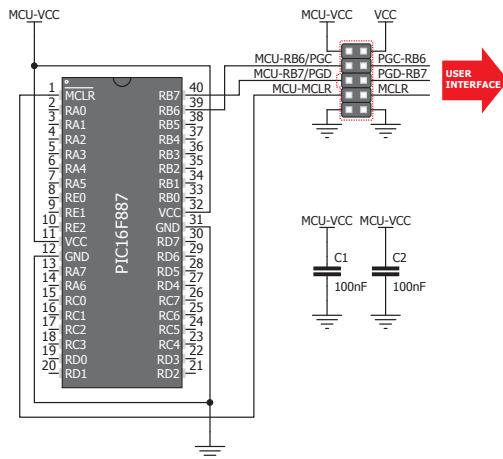 MCU-VCC
MCU-VCC VCC
MCU-RB6/PGC PGC-RB6
MCU-RB7/PGD PGD-RB7
MCU-MCLR MCLR
USER
INTERFACE
1 MCLR RB7 40
2 RA0 RB6 39
3 RA1 RB5 38
4 RA2 RB4 37
5 RA3 RB3 36
6 RA4 RB2 35
7 RA5 RB1 34
8 RE0 RB0 33
9 RE1 VCC 32
10 RE2 GND 31
11 VCC RD7 30
12 GND RD6 29
13 RA7 RD5 28
14 RA6 RD4 27
15 RC0 RC7 26
16 RC1 RC6 25
17 RC2 RC5 24
18 RC3 RC4 23
19 RD0 RD3 22
20 RD1 RD2 21
PIC16F887
MCU-VCC MCU-VCC
C1 C2
100nF 100nF